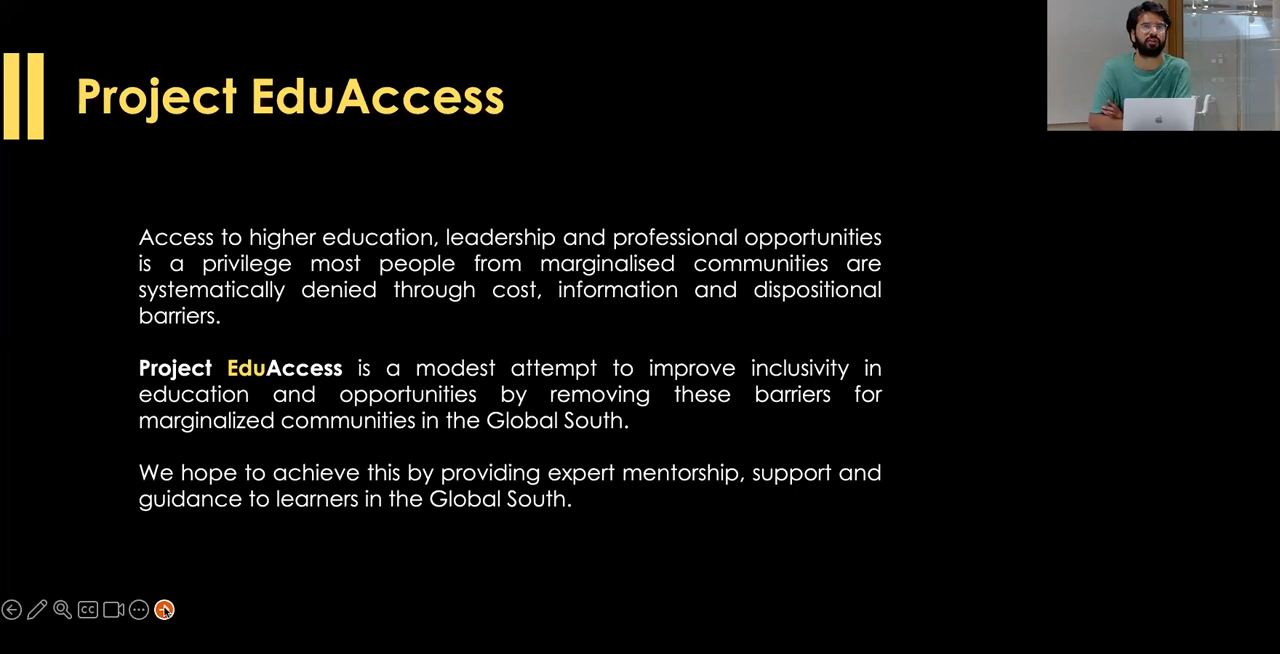 Project EduAccess
Access to higher education, leadership and professional opportunities
is a privilege most people from marginalised communities are
systematically denied through cost, information and dispositional
barriers.
Project EduAccess is a modest attempt to improve inclusivity in
education and opportunities by removing these barriers for
marginalized communities in the Global South.
We hope to achieve this by providing expert mentorship, support and
guidance to learners in the Global South.
CC